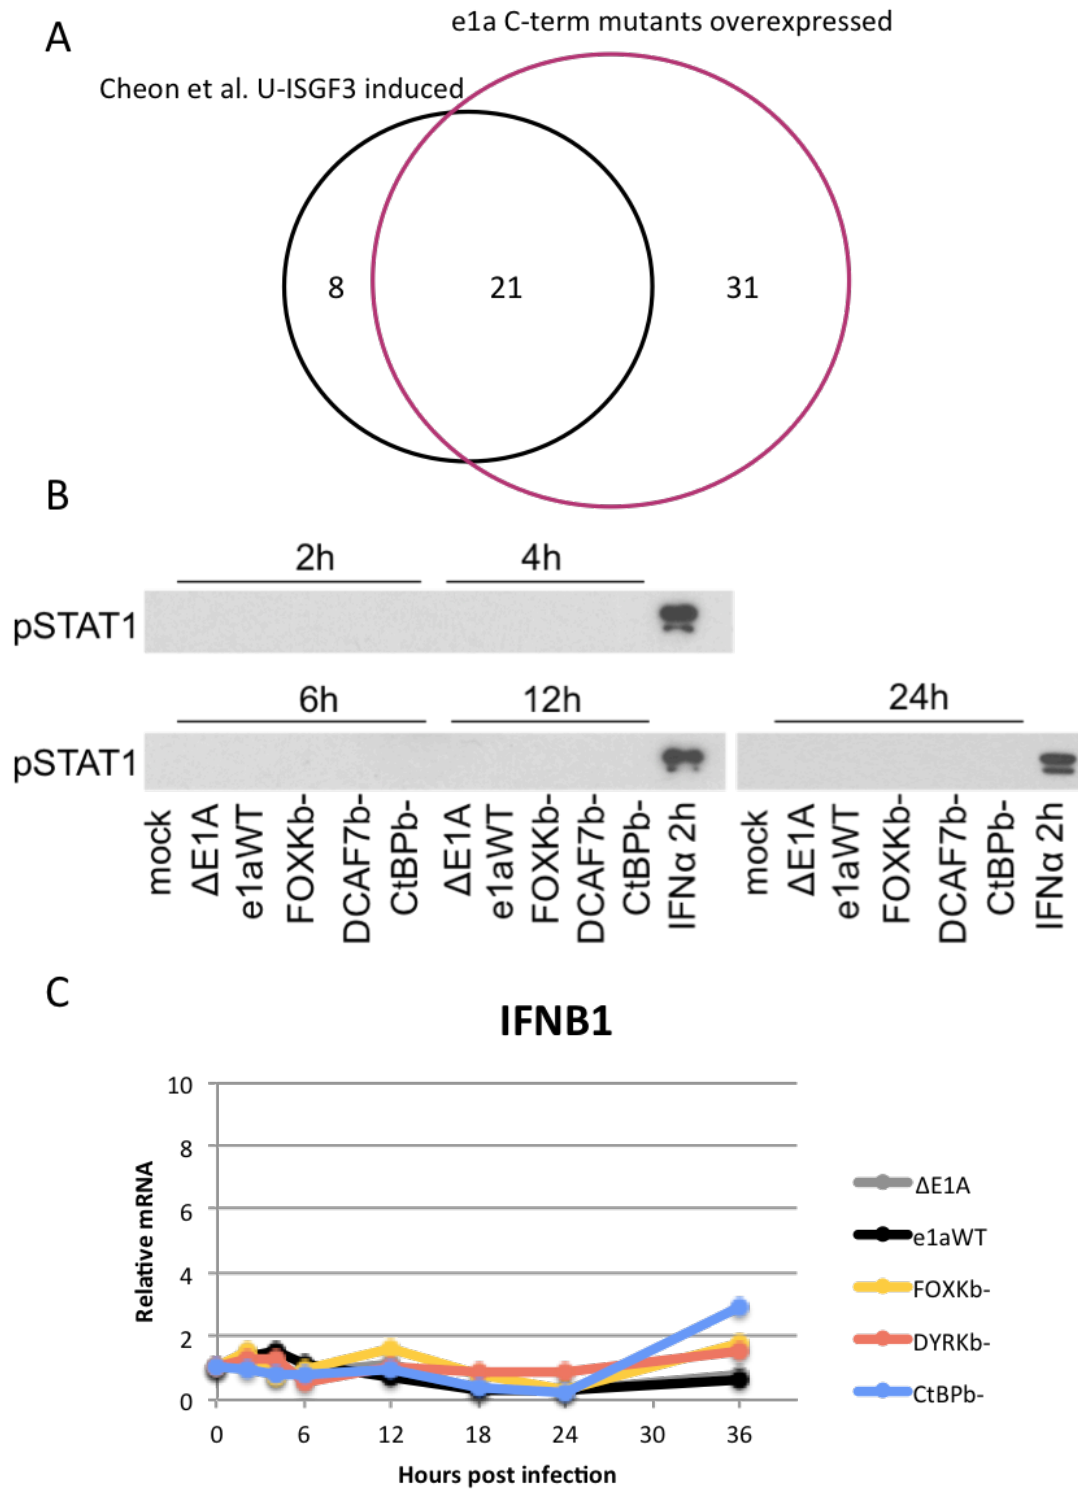 A
e1a C-term mutants overexpressed
Cheon et al. U-ISGF3 induced
8 21 31
B
2h 4h
pSTAT1
6h 12h 24h
pSTAT1
mock ΔE1A e1aWT FOXKb- DCAF7b- CtBPb- ΔE1A e1aWT FOXKb- DCAF7b- CtBPb- IFNα 2h mock ΔE1A e1aWT FOXKb- DCAF7b- CtBPb- IFNα 2h
C
IFNB1
Relative mRNA
10
8
6
4
2
0
0 6 12 18 24 30 36
Hours post infection
ΔE1A
e1aWT
FOXKb-
DYRKb-
CtBPb-